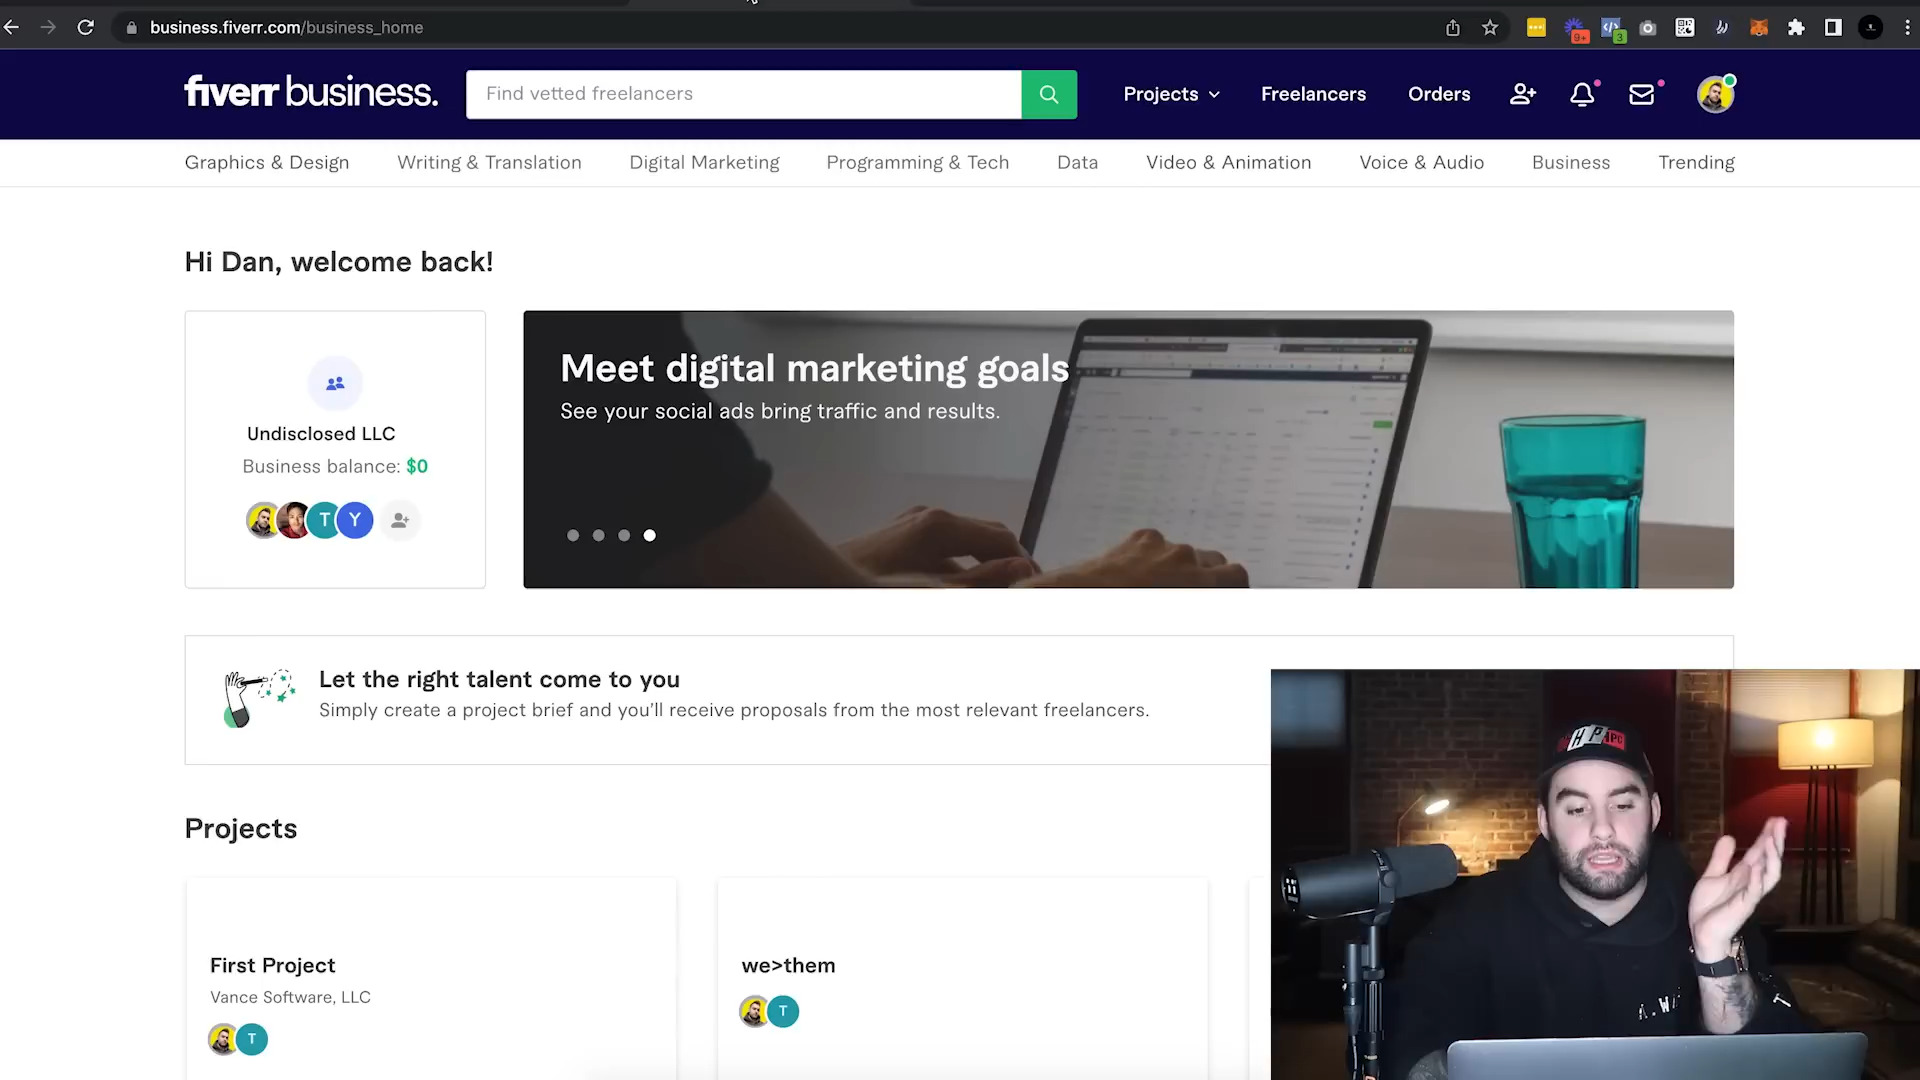 business.fiverr.com/business_home
9+
3
fiverr business.
Find vetted freelancers
Projects
Freelancers
Orders
Graphics & Design
Writing & Translation
Digital Marketing
Programming & Tech
Data
Video & Animation
Voice & Audio
Business
Trending
Hi Dan, welcome back!
Undisclosed LLC
Business balance: $0
T
Y
Meet digital marketing goals
See your social ads bring traffic and results.
Let the right talent come to you
Simply create a project brief and you'll receive proposals from the most relevant freelancers.
Projects
First Project
Vance Software, LLC
T
we>them
T